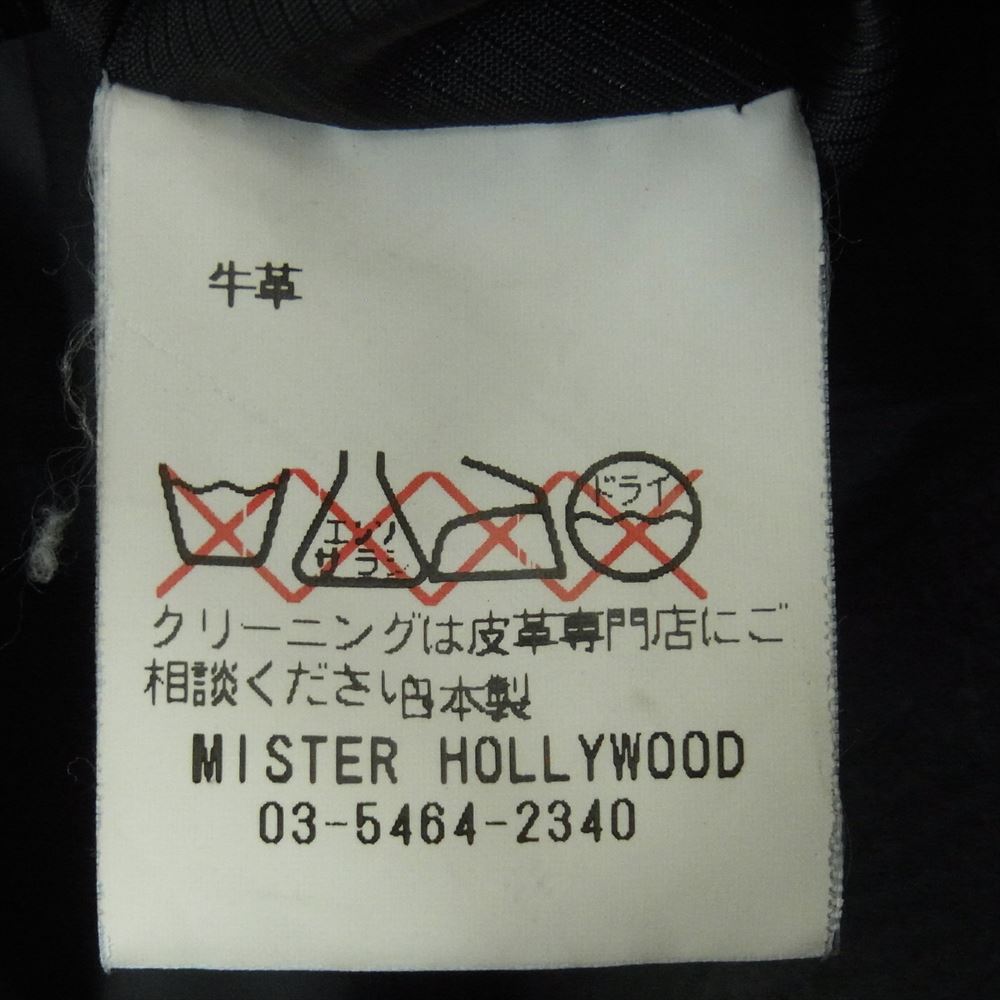 牛革
ドライ
エンソ
サラシ
クリーニングは皮革専門店にご
相談ください日本製
MISTER HOLLYWOOD
03-5464-2340